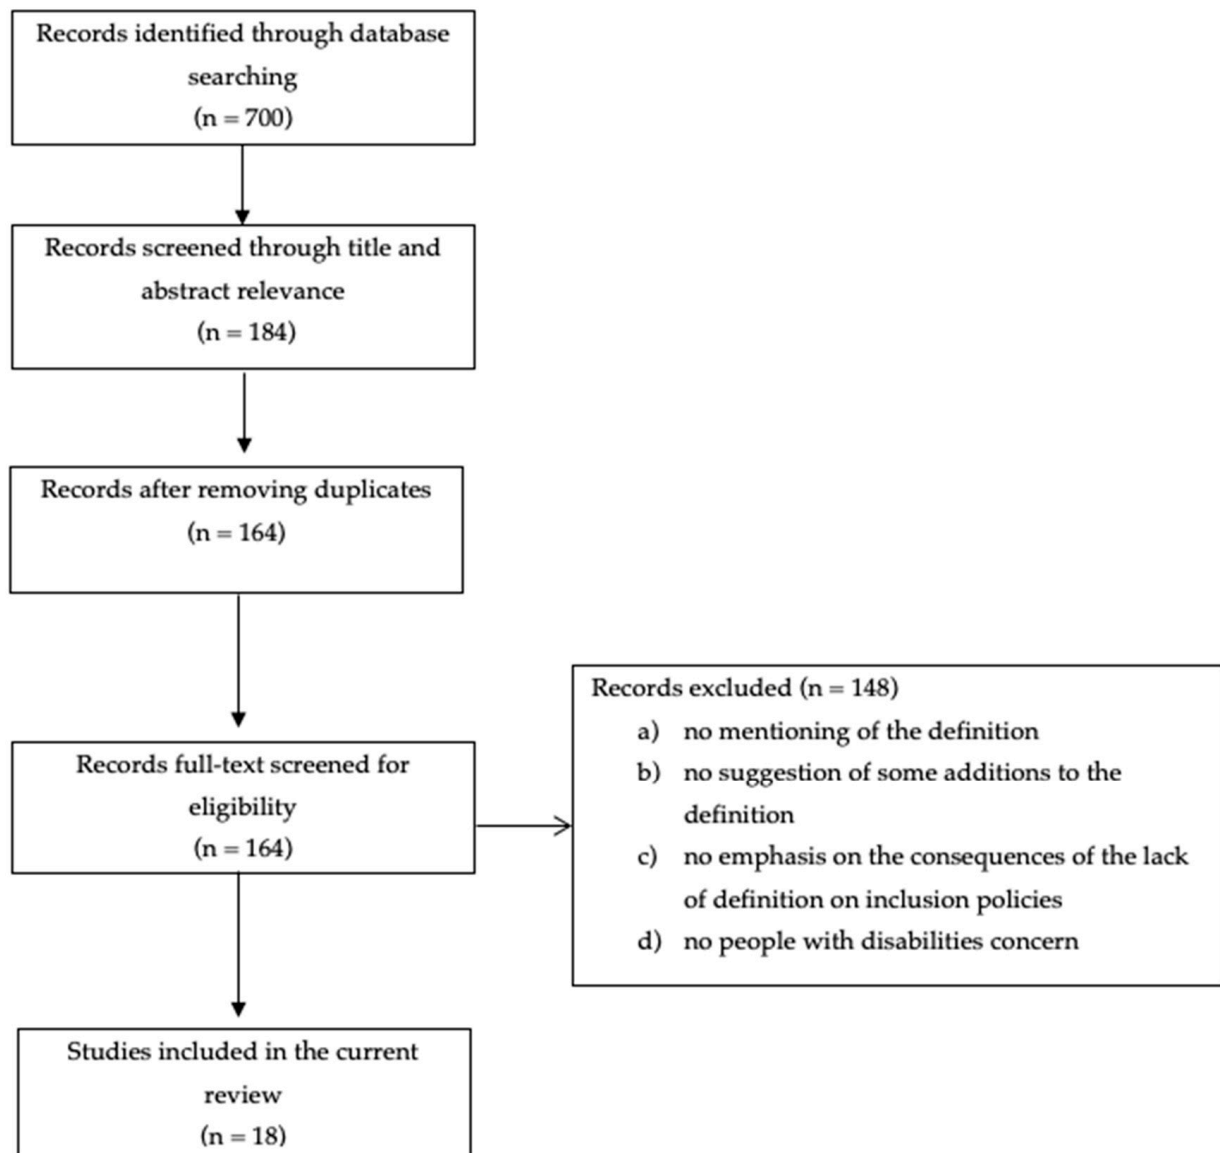 Records identified through database
searching
(n = 700)
Records screened through title and
abstract relevance
(n = 184)
Records after removing duplicates
(n = 164)
Records full-text screened for
eligibility
(n = 164)
Records excluded (n = 148)
a) no mentioning of the definition
b) no suggestion of some additions to the
definition
c) no emphasis on the consequences of the lack
of definition on inclusion policies
d) no people with disabilities concern
Studies included in the current
review
(n = 18)